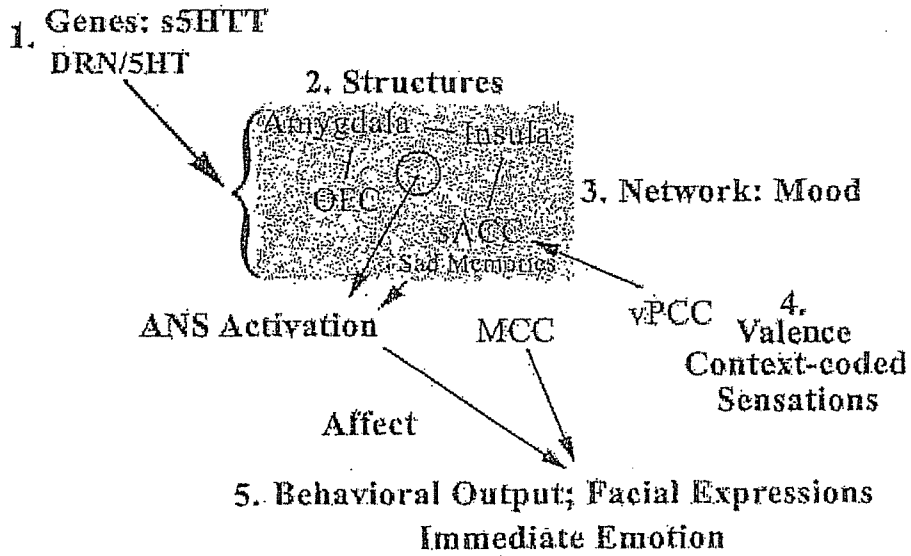 1. Genes: s5HTT
DRN/5HT
2. Structures
Amygdala
Insula
OFC
3. Network: Mood
sACC
Sad Memories
ANS Activation
MCC
vPCC
4.
Valence
Context-coded
Sensations
Affect
5. Behavioral Output; Facial Expressions
Immediate Emotion